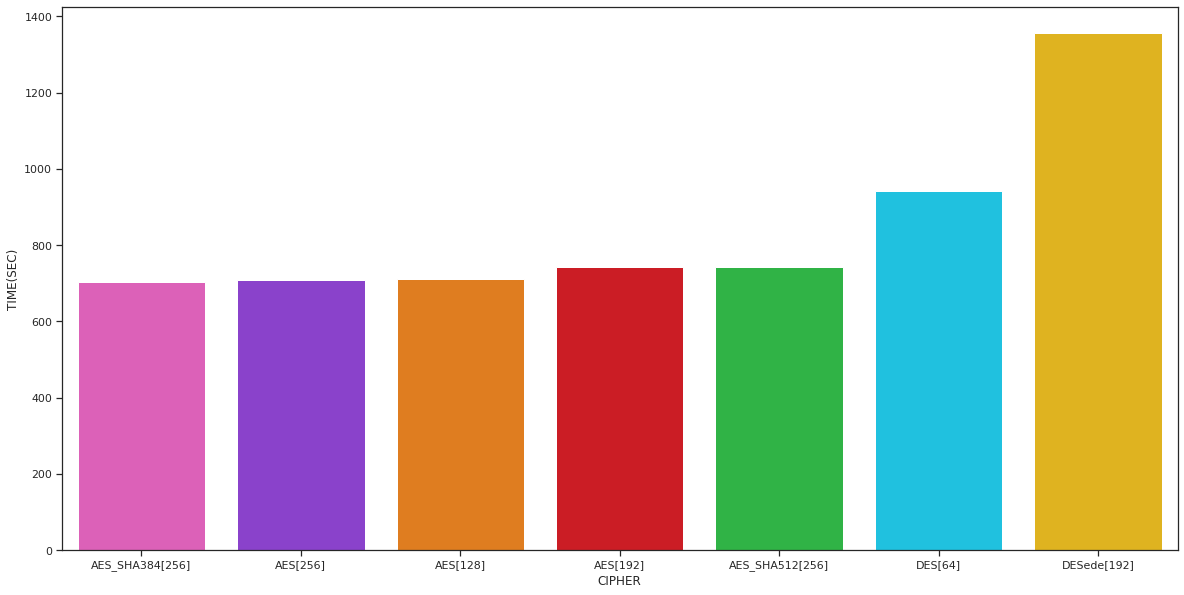 1400
1200
1000
800
600
400
200
0
TIME(SEC)
AES_SHA384[256] AES[256] AES[128] AES[192] AES_SHA512[256] DES[64] DESede[192]
CIPHER